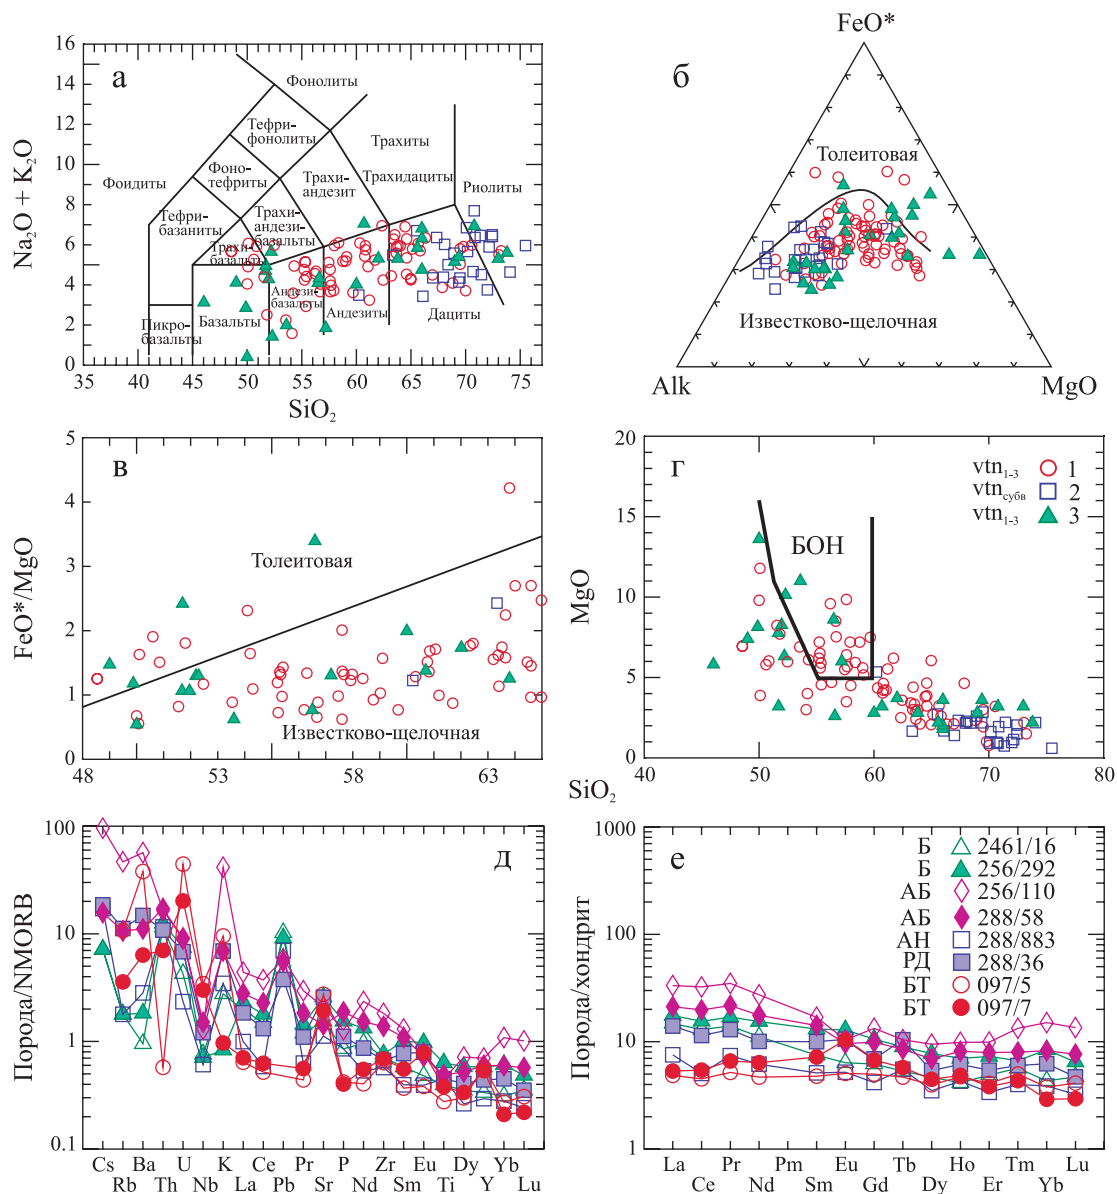 а
Na₂O + K₂O
16
14
12
10
8
6
4
2
0
35 40 45 50 55 60 65 70 75
SiO₂
Фонолиты
Тефри-
фонолиты
Трахиты
Фоно-
тефриты
Трахи-
андезит
Трахидациты
Фоидиты
Риолиты
Тефри-
базаниты
Трахи-
андези-
базальты
Трахи-
базальты
Пикро-
базальты
Базальты
Андези-
базальты
Андезиты
Дациты
б
FeO*
Толеитовая
Известково-щелочная
Alk
MgO
в
FeO*/MgO
5
4
3
2
1
0
48 53 58 63
Толеитовая
Известково-щелочная
г
MgO
20
15
10
5
0
40 50 60 70 80
БОН
vtn₁₋₃ 1
vtnсубв 2
vtn₁₋₃ 3
SiO₂
д
Порода/NMORB
100
10
1
0.1
Cs Ba U K Ce Pr P Zr Eu Dy Yb
Rb Th Nb La Pb Sr Nd Sm Ti Y Lu
е
Порода/хондрит
1000
100
10
1
Б 2461/16
Б 256/292
АБ 256/110
АБ 288/58
АН 288/883
РД 288/36
БТ 097/5
БТ 097/7
La Pr Pm Eu Tb Ho Tm Lu
Ce Nd Sm Gd Dy Er Yb